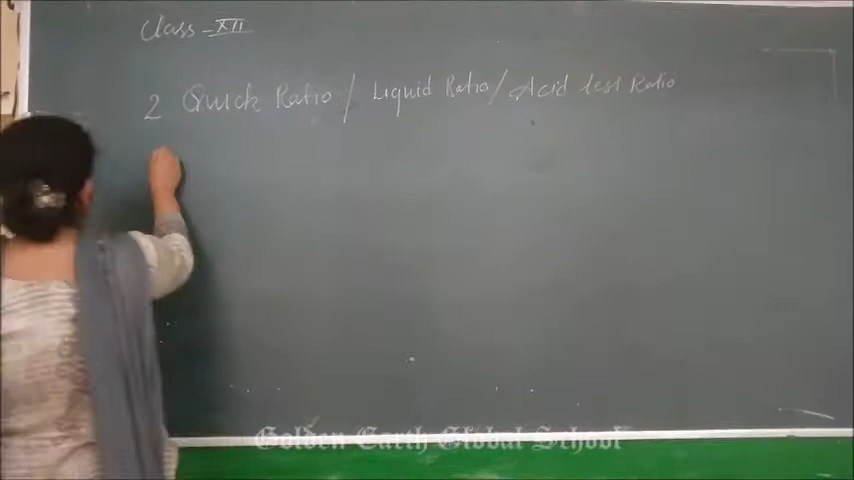 Class - XII
2 Quick Ratio / Liquid Ratio / Acid test Ratio
Golden Earth Global School